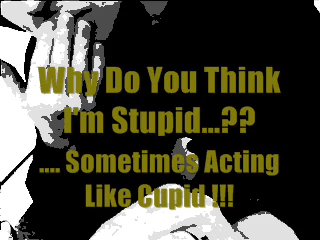 Why Do You Think
I'm Stupid...??
.... Sometimes Acting
Like Cupid !!!